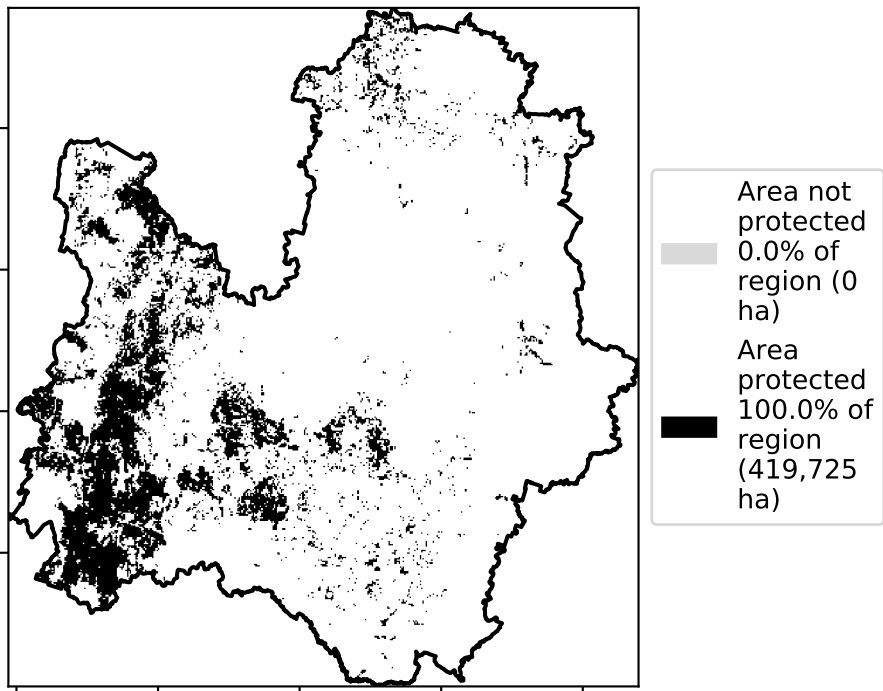 Area not
protected
0.0% of
region (0
ha)
Area
protected
100.0% of
region
(419,725
ha)